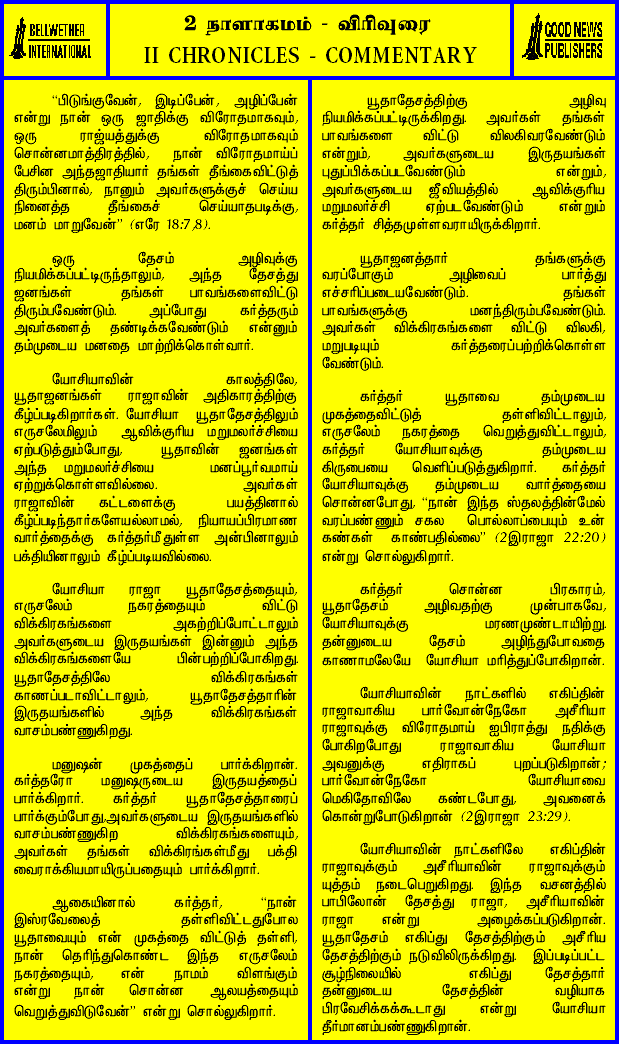 BELLWETHER
INTERNATIONAL
2 நாளாகமம் - விரிவுரை
II CHRONICLES - COMMENTARY
GOOD NEWS
PUBLISHERS
“பிடுங்குவேன், இடிப்பேன், அழிப்பேன்
என்று நான் ஒரு ஜாதிக்கு விரோதமாகவும்,
ஒரு ராஜ்யத்துக்கு விரோதமாகவும்
சொன்னமாத்திரத்தில், நான் விரோதமாய்ப்
பேசின அந்தஜாதியார் தங்கள் தீங்கைவிட்டுத்
திரும்பினால், நானும் அவர்களுக்குச் செய்ய
நினைத்த தீங்கைச் செய்யாதபடிக்கு,
மனம் மாறுவேன்” (எரே 18:7,8).
ஒரு தேசம் அழிவுக்கு
நியமிக்கப்பட்டிருந்தாலும், அந்த தேசத்து
ஜனங்கள் தங்கள் பாவங்களைவிட்டு
திரும்பவேண்டும். அப்போது கர்த்தரும்
அவர்களைத் தண்டிக்கவேண்டும் என்னும்
தம்முடைய மனதை மாற்றிக்கொள்வார்.
யோசியாவின் காலத்திலே,
யூதாஜனங்கள் ராஜாவின் அதிகாரத்திற்கு
கீழ்ப்படிகிறார்கள். யோசியா யூதாதேசத்திலும்
எருசலேமிலும் ஆவிக்குரிய மறுமலர்ச்சியை
ஏற்படுத்தும்போது, யூதாவின் ஜனங்கள்
அந்த மறுமலர்ச்சியை மனப்பூர்வமாய்
ஏற்றுக்கொள்ளவில்லை. அவர்கள்
ராஜாவின் கட்டளைக்கு பயத்தினால்
கீழ்ப்படிந்தார்களேயல்லாமல், நியாயப்பிரமாண
வார்த்தைக்கு கர்த்தர்மீதுள்ள அன்பினாலும்
பக்தியினாலும் கீழ்ப்படியவில்லை.
யோசியா ராஜா யூதாதேசத்தையும்,
எருசலேம் நகரத்தையும் விட்டு
விக்கிரகங்களை அகற்றிப்போட்டாலும்
அவர்களுடைய இருதயங்கள் இன்னும் அந்த
விக்கிரகங்களையே பின்பற்றிப்போகிறது.
யூதாதேசத்திலே விக்கிரகங்கள்
காணப்படாவிட்டாலும், யூதாதேசத்தாரின்
இருதயங்களில் அந்த விக்கிரகங்கள்
வாசம்பண்ணுகிறது.
மனுஷன் முகத்தைப் பார்க்கிறான்.
கர்த்தரோ மனுஷருடைய இருதயத்தைப்
பார்க்கிறார். கர்த்தர் யூதாதேசத்தாரைப்
பார்க்கும்போது,அவர்களுடைய இருதயங்களில்
வாசம்பண்ணுகிற விக்கிரகங்களையும்,
அவர்கள் தங்கள் விக்கிரங்கள்மீது பக்தி
வைராக்கியமாயிருப்பதையும் பார்க்கிறார்.
ஆகையினால் கர்த்தர், “நான்
இஸ்ரவேலைத் தள்ளிவிட்டதுபோல
யூதாவையும் என் முகத்தை விட்டுத் தள்ளி,
நான் தெரிந்துகொண்ட இந்த எருசலேம்
நகரத்தையும், என் நாமம் விளங்கும்
என்று நான் சொன்ன ஆலயத்தையும்
வெறுத்துவிடுவேன்” என்று சொல்லுகிறார்.
யூதாதேசத்திற்கு அழிவு
நியமிக்கப்பட்டிருக்கிறது. அவர்கள் தங்கள்
பாவங்களை விட்டு விலகிவரவேண்டும்
என்றும், அவர்களுடைய இருதயங்கள்
புதுப்பிக்கப்படவேண்டும் என்றும்,
அவர்களுடைய ஜீவியத்தில் ஆவிக்குரிய
மறுமலர்ச்சி ஏற்படவேண்டும் என்றும்
கர்த்தர் சித்தமுள்ளவராயிருக்கிறார்.
யூதாஜனத்தார் தங்களுக்கு
வரப்போகும் அழிவைப் பார்த்து
எச்சரிப்படையவேண்டும். தங்கள்
பாவங்களுக்கு மனந்திரும்பவேண்டும்.
அவர்கள் விக்கிரகங்களை விட்டு விலகி,
மறுபடியும் கர்த்தரைப்பற்றிக்கொள்ள
வேண்டும்.
கர்த்தர் யூதாவை தம்முடைய
முகத்தைவிட்டுத் தள்ளிவிட்டாலும்,
எருசலேம் நகரத்தை வெறுத்துவிட்டாலும்,
கர்த்தர் யோசியாவுக்கு தம்முடைய
கிருபையை வெளிப்படுத்துகிறார். கர்த்தர்
யோசியாவுக்கு தம்முடைய வார்த்தையை
சொன்னபோது, “நான் இந்த ஸ்தலத்தின்மேல்
வரப்பண்ணும் சகல பொல்லாப்பையும் உன்
கண்கள் காண்பதில்லை” (2இராஜா 22:20)
என்று சொல்லுகிறார்.
கர்த்தர் சொன்ன பிரகாரம்,
யூதாதேசம் அழிவதற்கு முன்பாகவே,
யோசியாவுக்கு மரணமுண்டாயிற்று.
தன்னுடைய தேசம் அழிந்துபோவதை
காணாமலேயே யோசியா மரித்துப்போகிறான்.
யோசியாவின் நாட்களில் எகிப்தின்
ராஜாவாகிய பார்வோன்நேகோ அசீரியா
ராஜாவுக்கு விரோதமாய் ஐபிராத்து நதிக்கு
போகிறபோது ராஜாவாகிய யோசியா
அவனுக்கு எதிராகப் புறப்படுகிறான்;
பார்வோன்நேகோ யோசியாவை
மெகிதோவிலே கண்டபோது, அவனைக்
கொன்றுபோடுகிறான் (2இராஜா 23:29).
யோசியாவின் நாட்களிலே எகிப்தின்
ராஜாவுக்கும் அசீரியாவின் ராஜாவுக்கும்
யுத்தம் நடைபெறுகிறது. இந்த வசனத்தில்
பாபிலோன் தேசத்து ராஜா, அசீரியாவின்
ராஜா என்று அழைக்கப்படுகிறான்.
யூதாதேசம் எகிப்து தேசத்திற்கும் அசீரிய
தேசத்திற்கும் நடுவிலிருக்கிறது. இப்படிப்பட்ட
சூழ்நிலையில் எகிப்து தேசத்தார்
தன்னுடைய தேசத்தின் வழியாக
பிரவேசிக்கக்கூடாது என்று யோசியா
தீர்மானம்பண்ணுகிறான்.